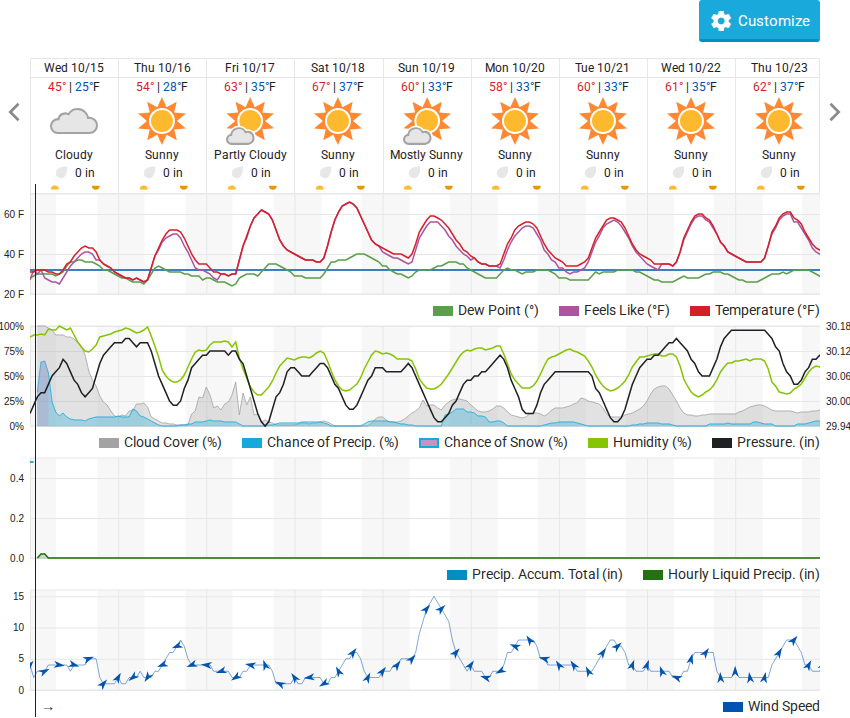 Customize
Wed 10/15 Thu 10/16 Fri 10/17 Sat 10/18 Sun 10/19 Mon 10/20 Tue 10/21 Wed 10/22 Thu 10/23
45° | 25°F 54° | 28°F 63° | 35°F 67° | 37°F 60° | 33°F 58° | 33°F 60° | 33°F 61° | 35°F 62° | 37°F
Cloudy Sunny Partly Cloudy Sunny Mostly Sunny Sunny Sunny Sunny Sunny
0 in 0 in 0 in 0 in 0 in 0 in 0 in 0 in 0 in
60 F
40 F
20 F
Dew Point (°) Feels Like (°F) Temperature (°F)
100% 30.18
75% 30.12
50% 30.06
25% 30.00
0% 29.94
Cloud Cover (%) Chance of Precip. (%) Chance of Snow (%) Humidity (%) Pressure. (in)
0.4
0.2
0.0
Precip. Accum. Total (in) Hourly Liquid Precip. (in)
15
10
5
0
→ Wind Speed